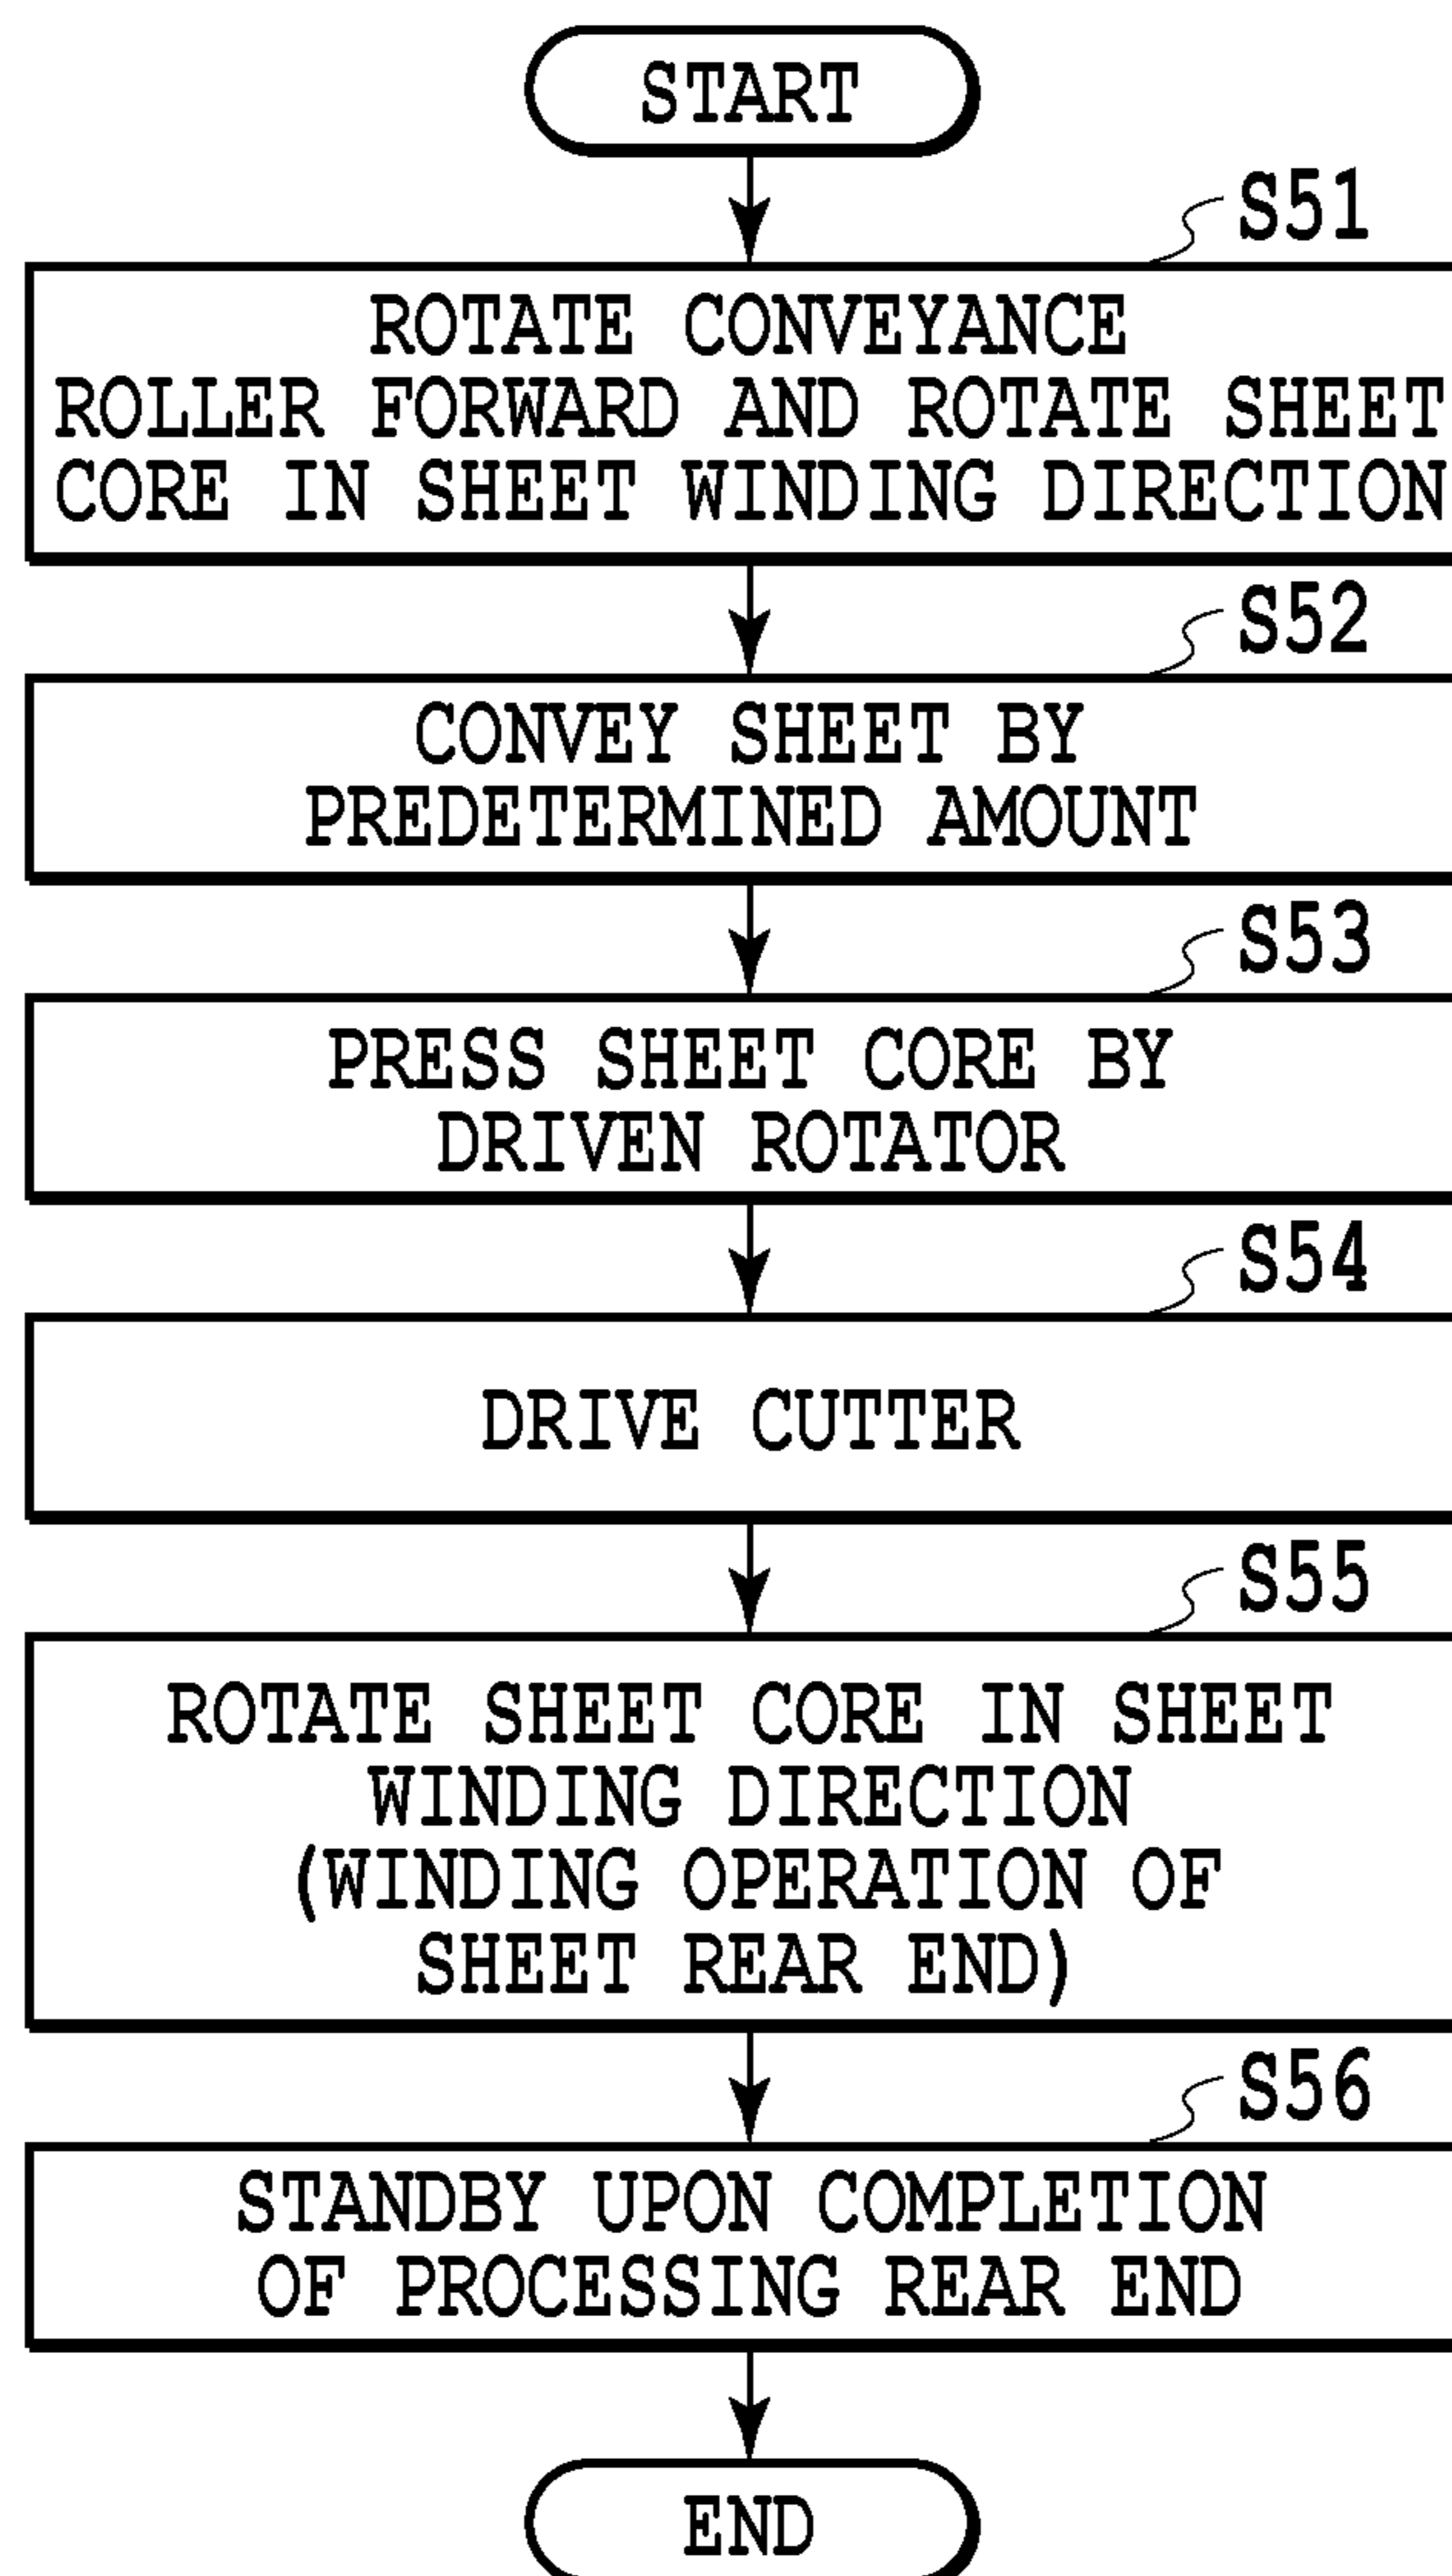 START
S51
ROTATE CONVEYANCE
ROLLER FORWARD AND ROTATE SHEET
CORE IN SHEET WINDING DIRECTION
S52
CONVEY SHEET BY
PREDETERMINED AMOUNT
S53
PRESS SHEET CORE BY
DRIVEN ROTATOR
S54
DRIVE CUTTER
S55
ROTATE SHEET CORE IN SHEET
WINDING DIRECTION
(WINDING OPERATION OF
SHEET REAR END)
S56
STANDBY UPON COMPLETION
OF PROCESSING REAR END
END